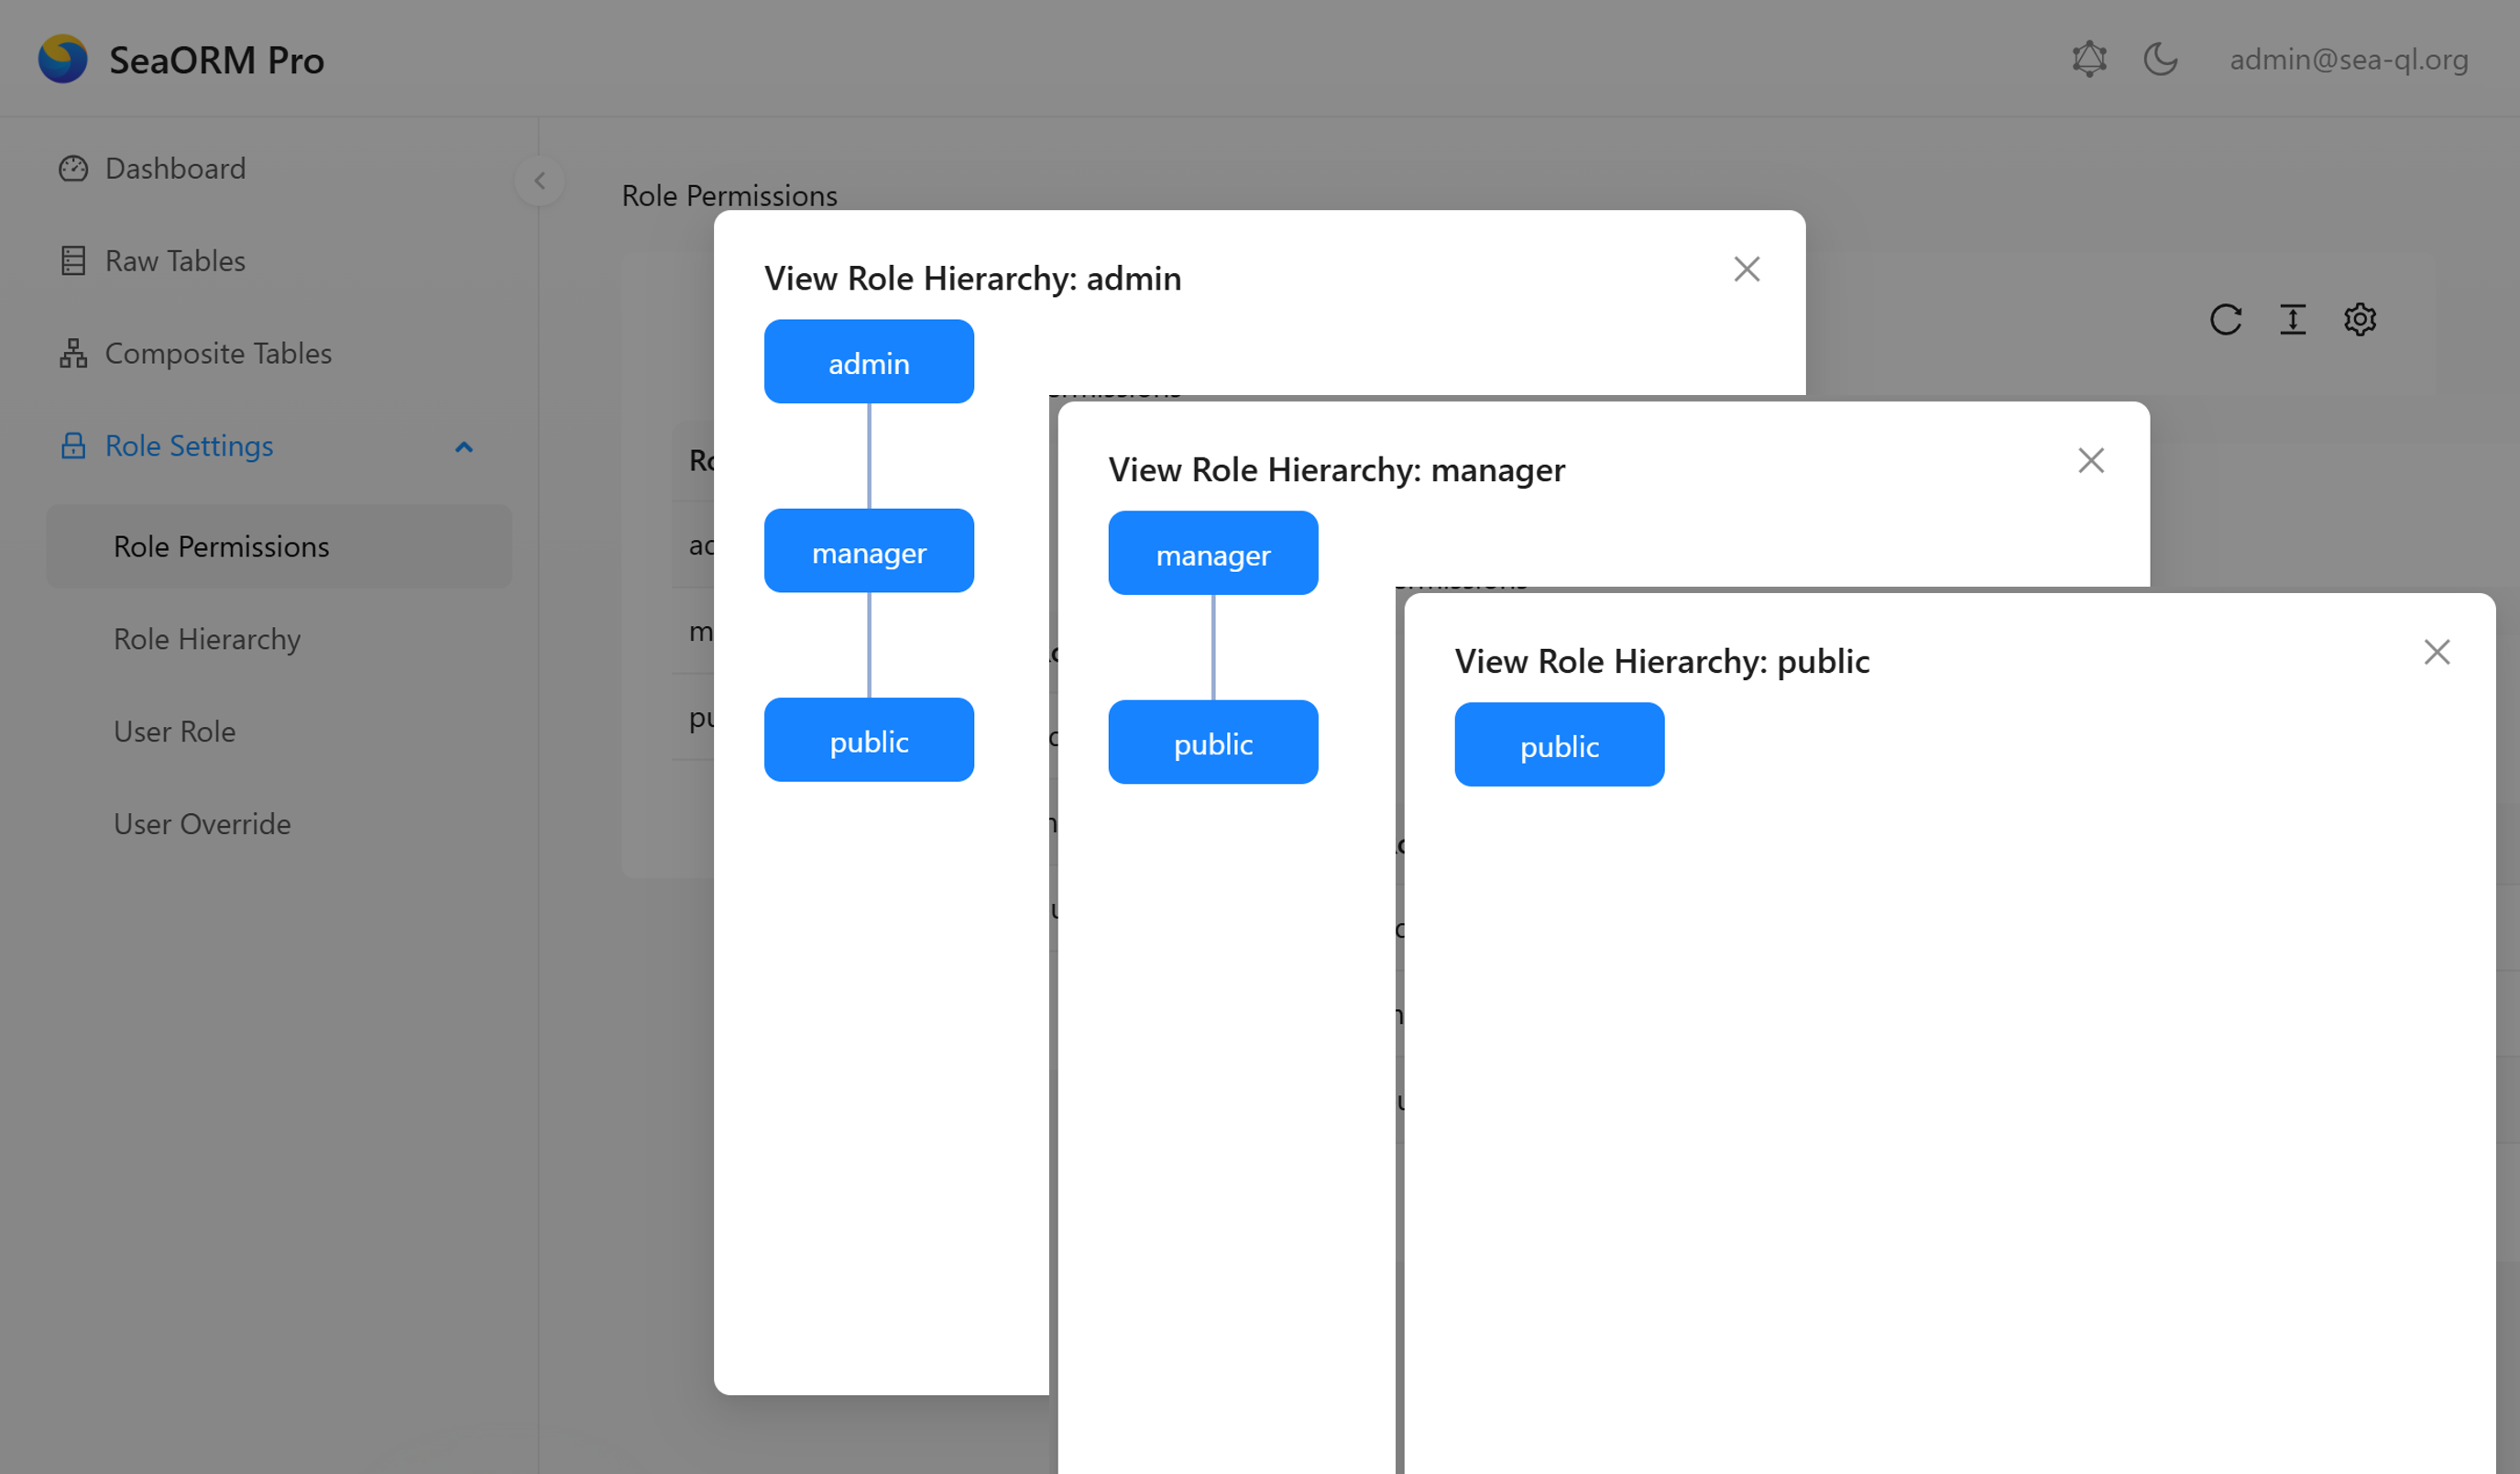 SeaORM Pro
admin@sea-ql.org
Dashboard
Raw Tables
Composite Tables
Role Settings
Role Permissions
Role Hierarchy
User Role
User Override
Role Permissions
View Role Hierarchy: admin
admin
manager
public
View Role Hierarchy: manager
manager
public
View Role Hierarchy: public
public